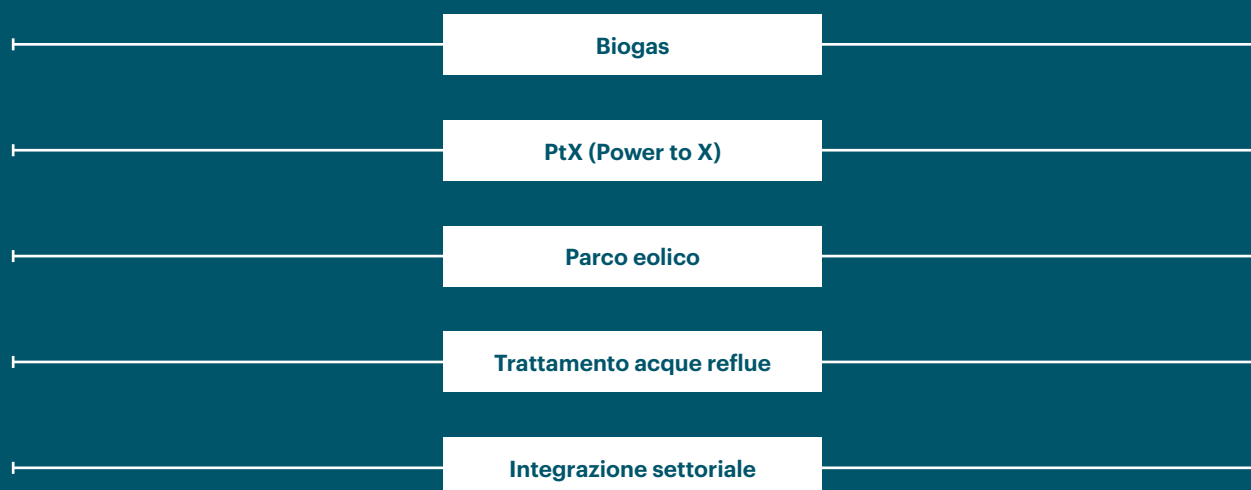 Biogas
PtX (Power to X)
Parco eolico
Trattamento acque reflue
Integrazione settoriale